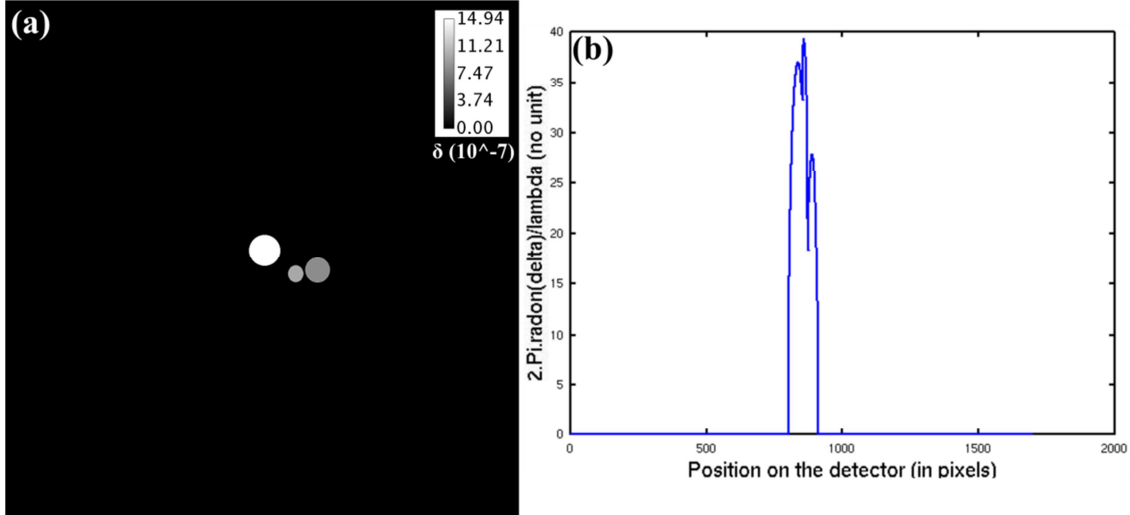 (a)
14.94
11.21
7.47
3.74
0.00
δ (10^-7)
(b)
2.Pi.radon(delta)/lambda (no unit)
40
35
30
25
20
15
10
5
0
0 500 1000 1500 2000
Position on the detector (in pixels)